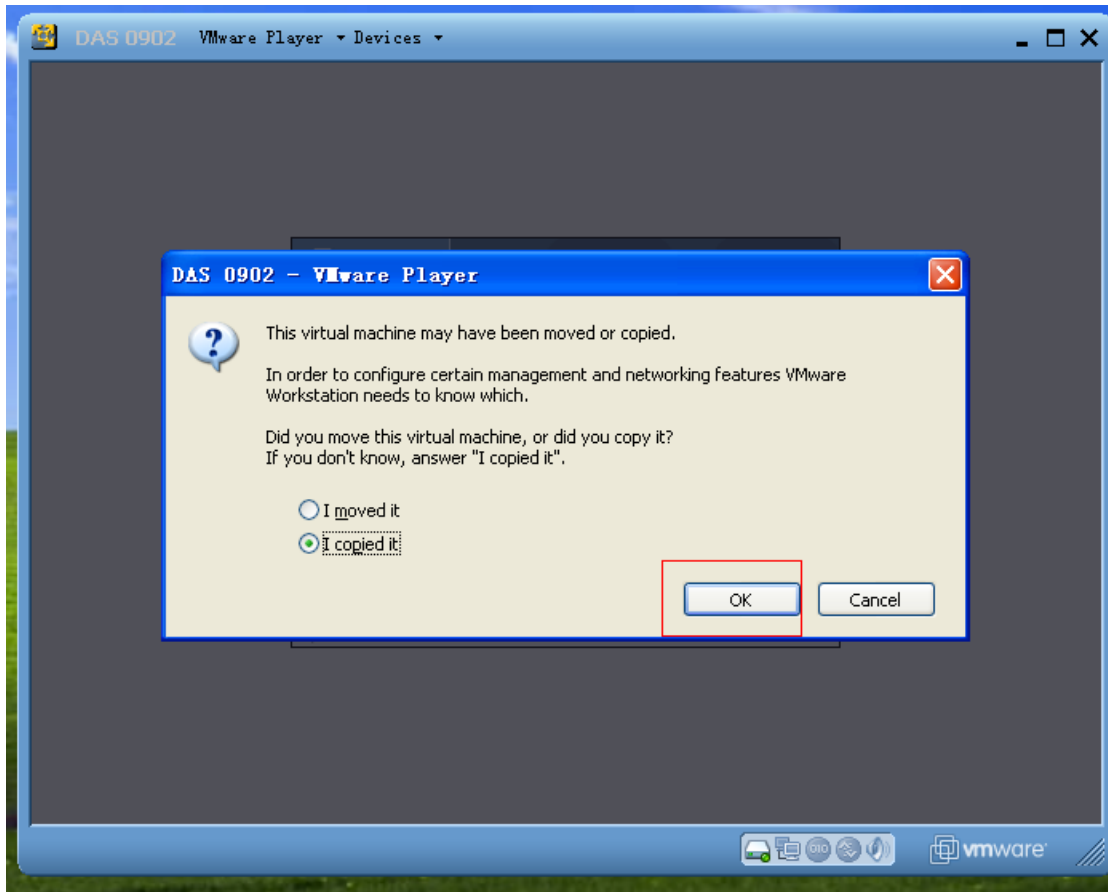 DAS 0902 VMware Player Devices
DAS 0902 - VMware Player
This virtual machine may have been moved or copied.
In order to configure certain management and networking features VMware
Workstation needs to know which.
Did you move this virtual machine, or did you copy it?
If you don't know, answer "I copied it".
I moved it
I copied it
OK Cancel
vmware